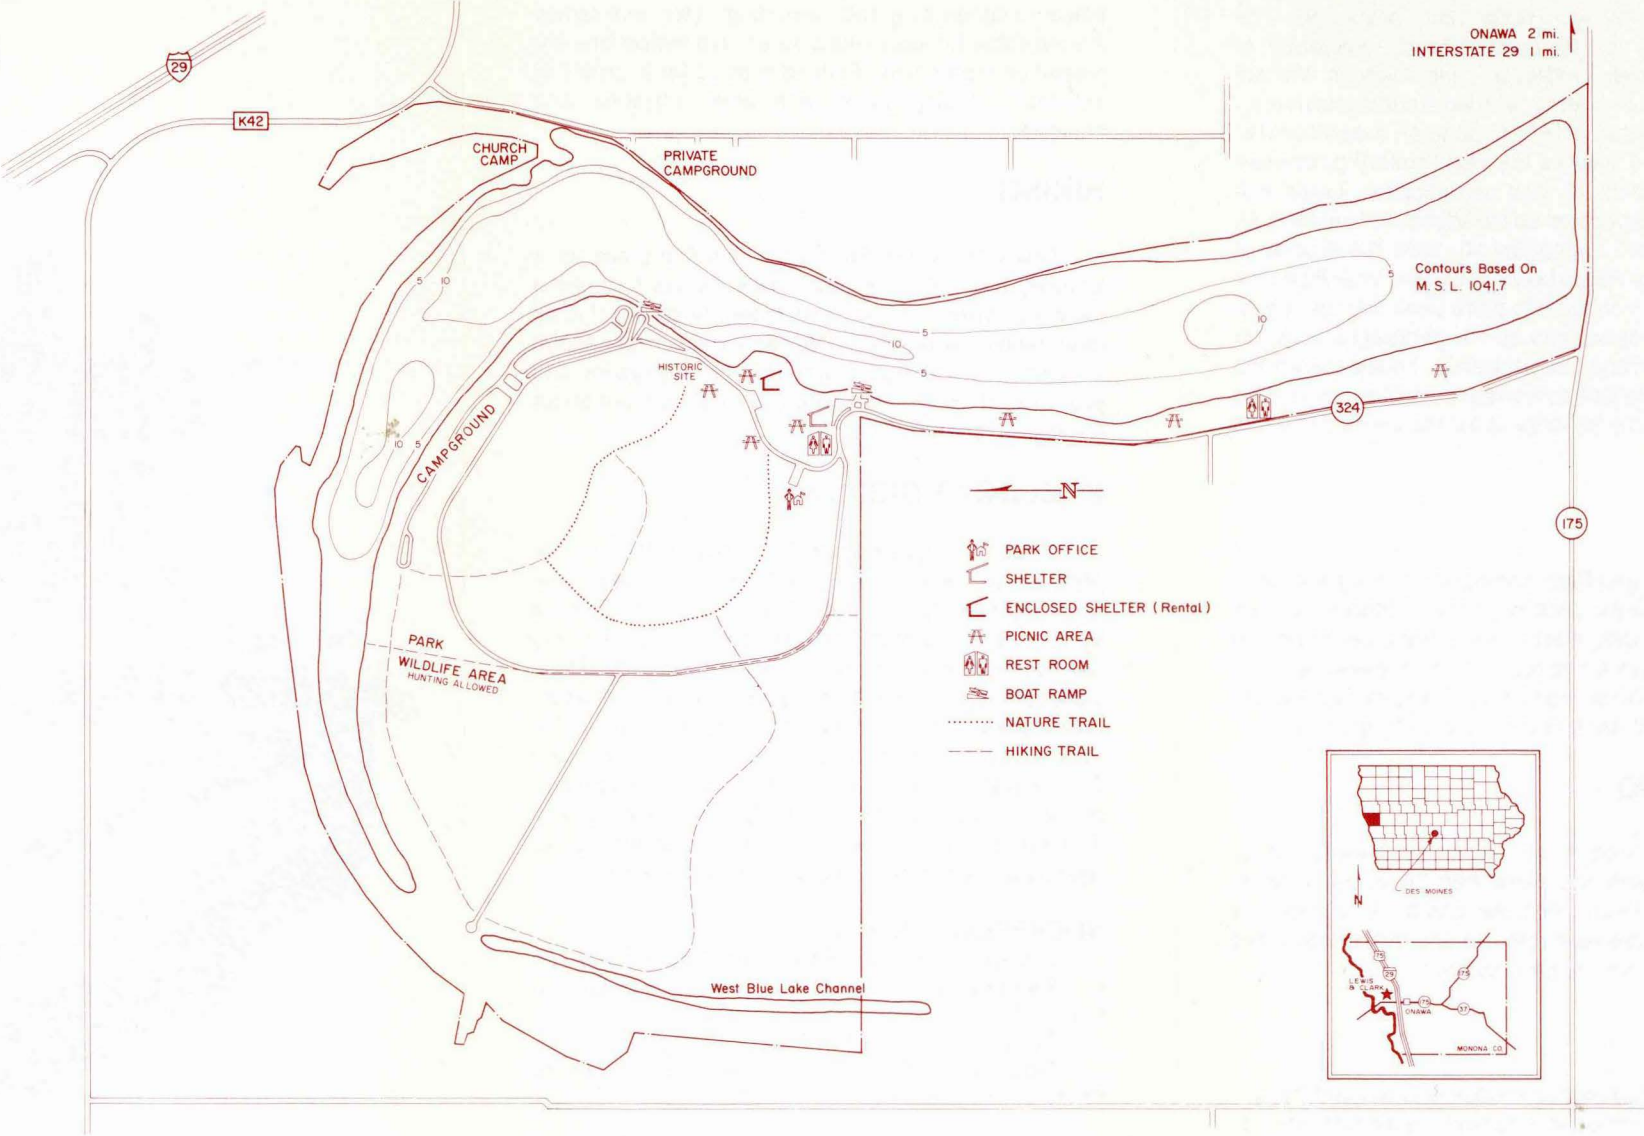 ONAWA 2 mi.
INTERSTATE 29 1 mi.
29
K42
CHURCH
CAMP
PRIVATE
CAMPGROUND
5
10
5
Contours Based On
M. S. L. 1041.7
10
5
10
5
HISTORIC
SITE
324
CAMPGROUND
10
5
N
175
PARK OFFICE
SHELTER
ENCLOSED SHELTER (Rental)
PICNIC AREA
REST ROOM
BOAT RAMP
NATURE TRAIL
HIKING TRAIL
PARK
WILDLIFE AREA
HUNTING ALLOWED
West Blue Lake Channel
DES MOINES
N
75
29
175
LEWIS
& CLARK
175
37
ONAWA
MONONA CO.